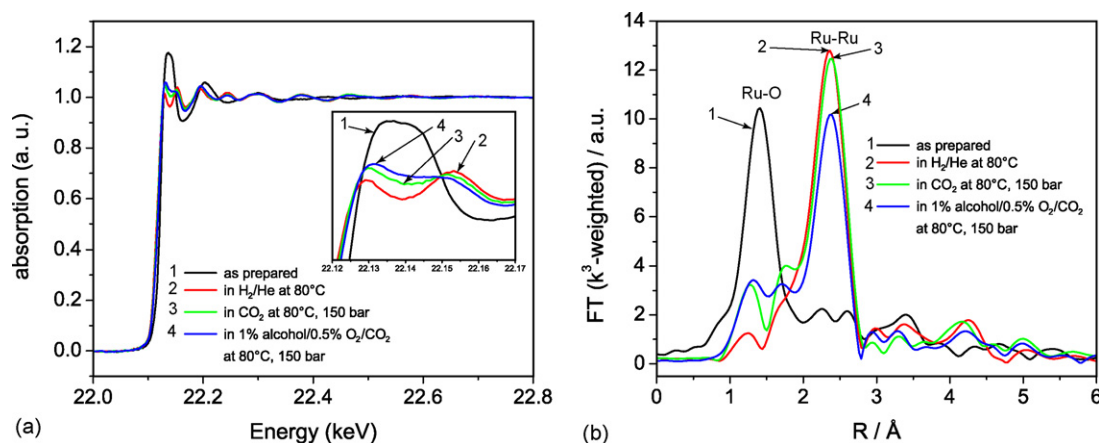 absorption (a. u.)
1.2
1.0
0.8
0.6
0.4
0.2
0.0
1
4
3
2
22.12 22.13 22.14 22.15 22.16 22.17
1 as prepared
2 in H₂/He at 80°C
3 in CO₂ at 80°C, 150 bar
4 in 1% alcohol/0.5% O₂/CO₂
at 80°C, 150 bar
22.0 22.2 22.4 22.6 22.8
(a) Energy (keV)
FT (k³-weighted) / a.u.
14
12
10
8
6
4
2
0
Ru-Ru
2
3
Ru-O
1
4
1 as prepared
2 in H₂/He at 80°C
3 in CO₂ at 80°C, 150 bar
4 in 1% alcohol/0.5% O₂/CO₂
at 80°C, 150 bar
0 1 2 3 4 5 6
(b) R / Å